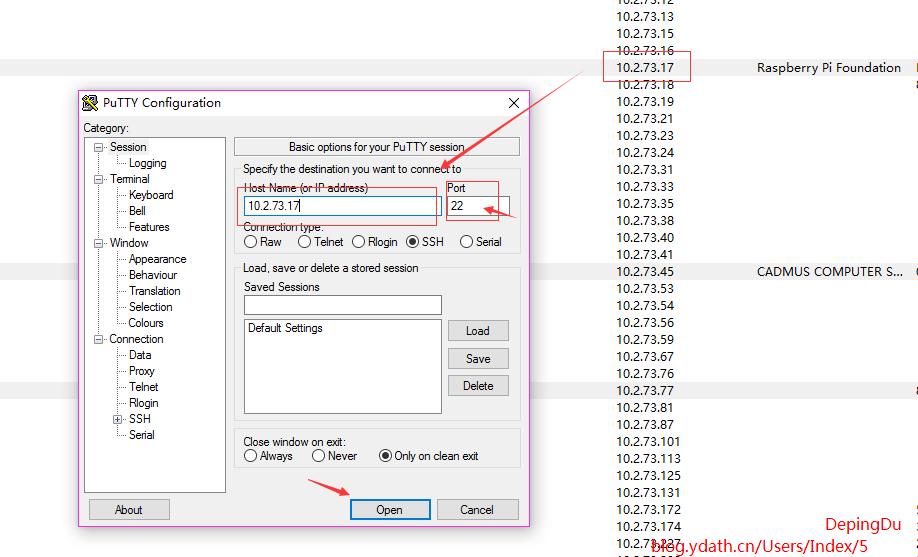 10.2.73.12
10.2.73.13
10.2.73.15
10.2.73.16
10.2.73.17 Raspberry Pi Foundation
10.2.73.18
10.2.73.19
10.2.73.21
10.2.73.23
10.2.73.24
10.2.73.31
10.2.73.33
10.2.73.35
10.2.73.38
10.2.73.40
10.2.73.41
10.2.73.45 CADMUS COMPUTER S...
10.2.73.53
10.2.73.54
10.2.73.56
10.2.73.59
10.2.73.67
10.2.73.76
10.2.73.77
10.2.73.81
10.2.73.87
10.2.73.101
10.2.73.113
10.2.73.125
10.2.73.131
10.2.73.172
10.2.73.174
10.2.73.227
PuTTY Configuration
Category:
Session
Logging
Terminal
Keyboard
Bell
Features
Window
Appearance
Behaviour
Translation
Selection
Colours
Connection
Data
Proxy
Telnet
Rlogin
SSH
Serial
Basic options for your PuTTY session
Specify the destination you want to connect to
Host Name (or IP address) Port
10.2.73.17 22
Connection type:
Raw Telnet Rlogin SSH Serial
Load, save or delete a stored session
Saved Sessions
Default Settings
Load
Save
Delete
Close window on exit:
Always Never Only on clean exit
About Open Cancel
DepingDu
blog.ydath.cn/Users/Index/5